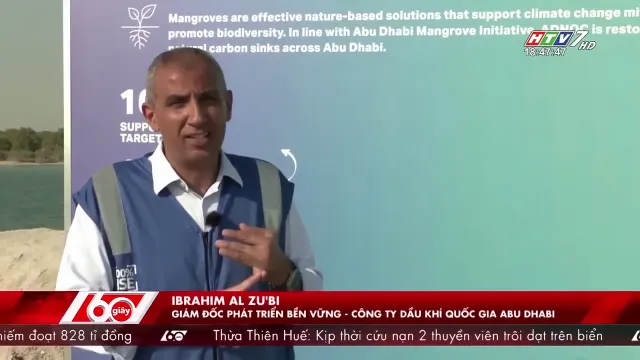 Mangroves are effective nature-based solutions that support climate change
promote biodiversity. In line with Abu Dhabi Mangrove Initiative, ADNOC is
natural carbon sinks across Abu Dhabi.
HTV7 HD
18:47:47
SUPP
TARGET
100%
IBRAHIM AL ZU'BI
GIÁM ĐỐC PHÁT TRIỂN BỀN VỮNG - CÔNG TY DẦU KHÍ QUỐC GIA ABU DHABI
60 giây
hiếm đoạt 828 tỉ đồng
Thừa Thiên Huế: Kịp thời cứu nạn 2 thuyền viên trôi dạt trên biển